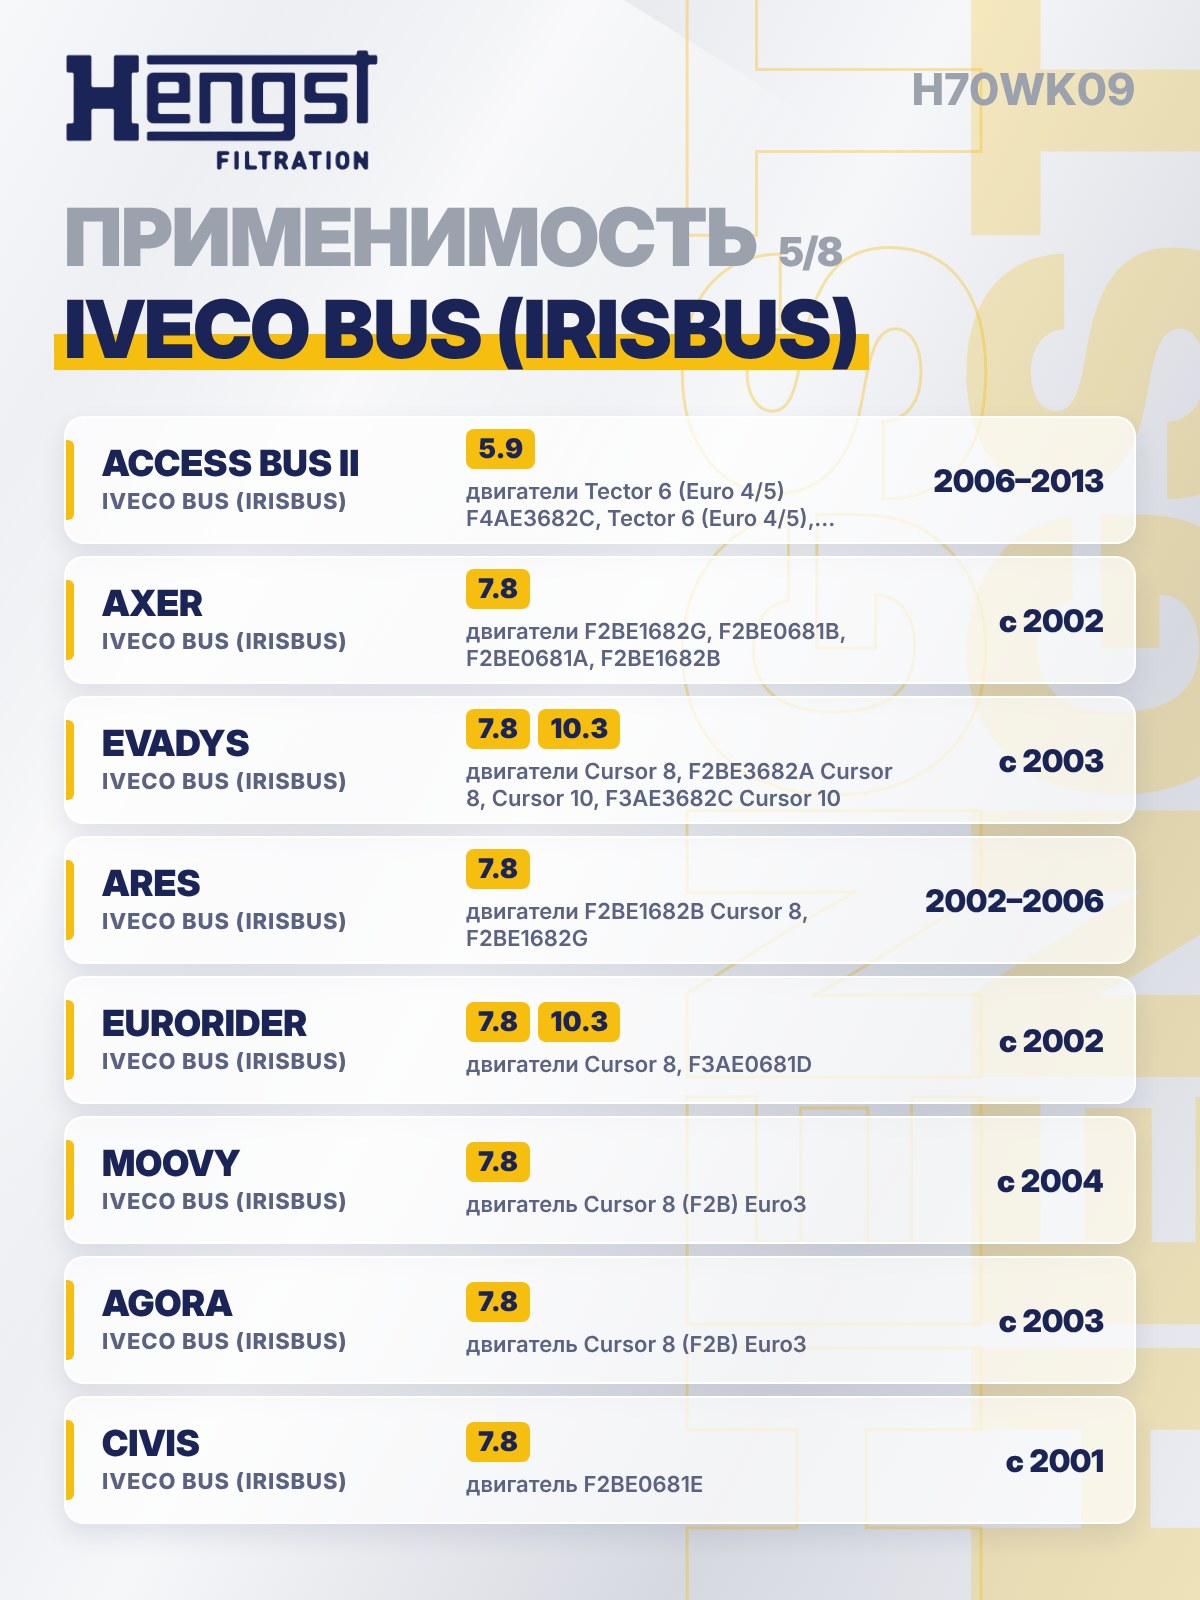 Hengst
FILTRATION
H70WK09
ПРИМЕНИМОСТЬ 5/8
IVECO BUS (IRISBUS)
ACCESS BUS II
IVECO BUS (IRISBUS)
5.9
двигатели Tector 6 (Euro 4/5)
F4AE3682C, Tector 6 (Euro 4/5),...
2006–2013
AXER
IVECO BUS (IRISBUS)
7.8
двигатели F2BE1682G, F2BE0681B,
F2BE0681A, F2BE1682B
с 2002
EVADYS
IVECO BUS (IRISBUS)
7.8 10.3
двигатели Cursor 8, F2BE3682A Cursor
8, Cursor 10, F3AE3682C Cursor 10
с 2003
ARES
IVECO BUS (IRISBUS)
7.8
двигатели F2BE1682B Cursor 8,
F2BE1682G
2002–2006
EURORIDER
IVECO BUS (IRISBUS)
7.8 10.3
двигатели Cursor 8, F3AE0681D
с 2002
MOOVY
IVECO BUS (IRISBUS)
7.8
двигатель Cursor 8 (F2B) Euro3
с 2004
AGORA
IVECO BUS (IRISBUS)
7.8
двигатель Cursor 8 (F2B) Euro3
с 2003
CIVIS
IVECO BUS (IRISBUS)
7.8
двигатель F2BE0681E
с 2001
HENGST
HENGST